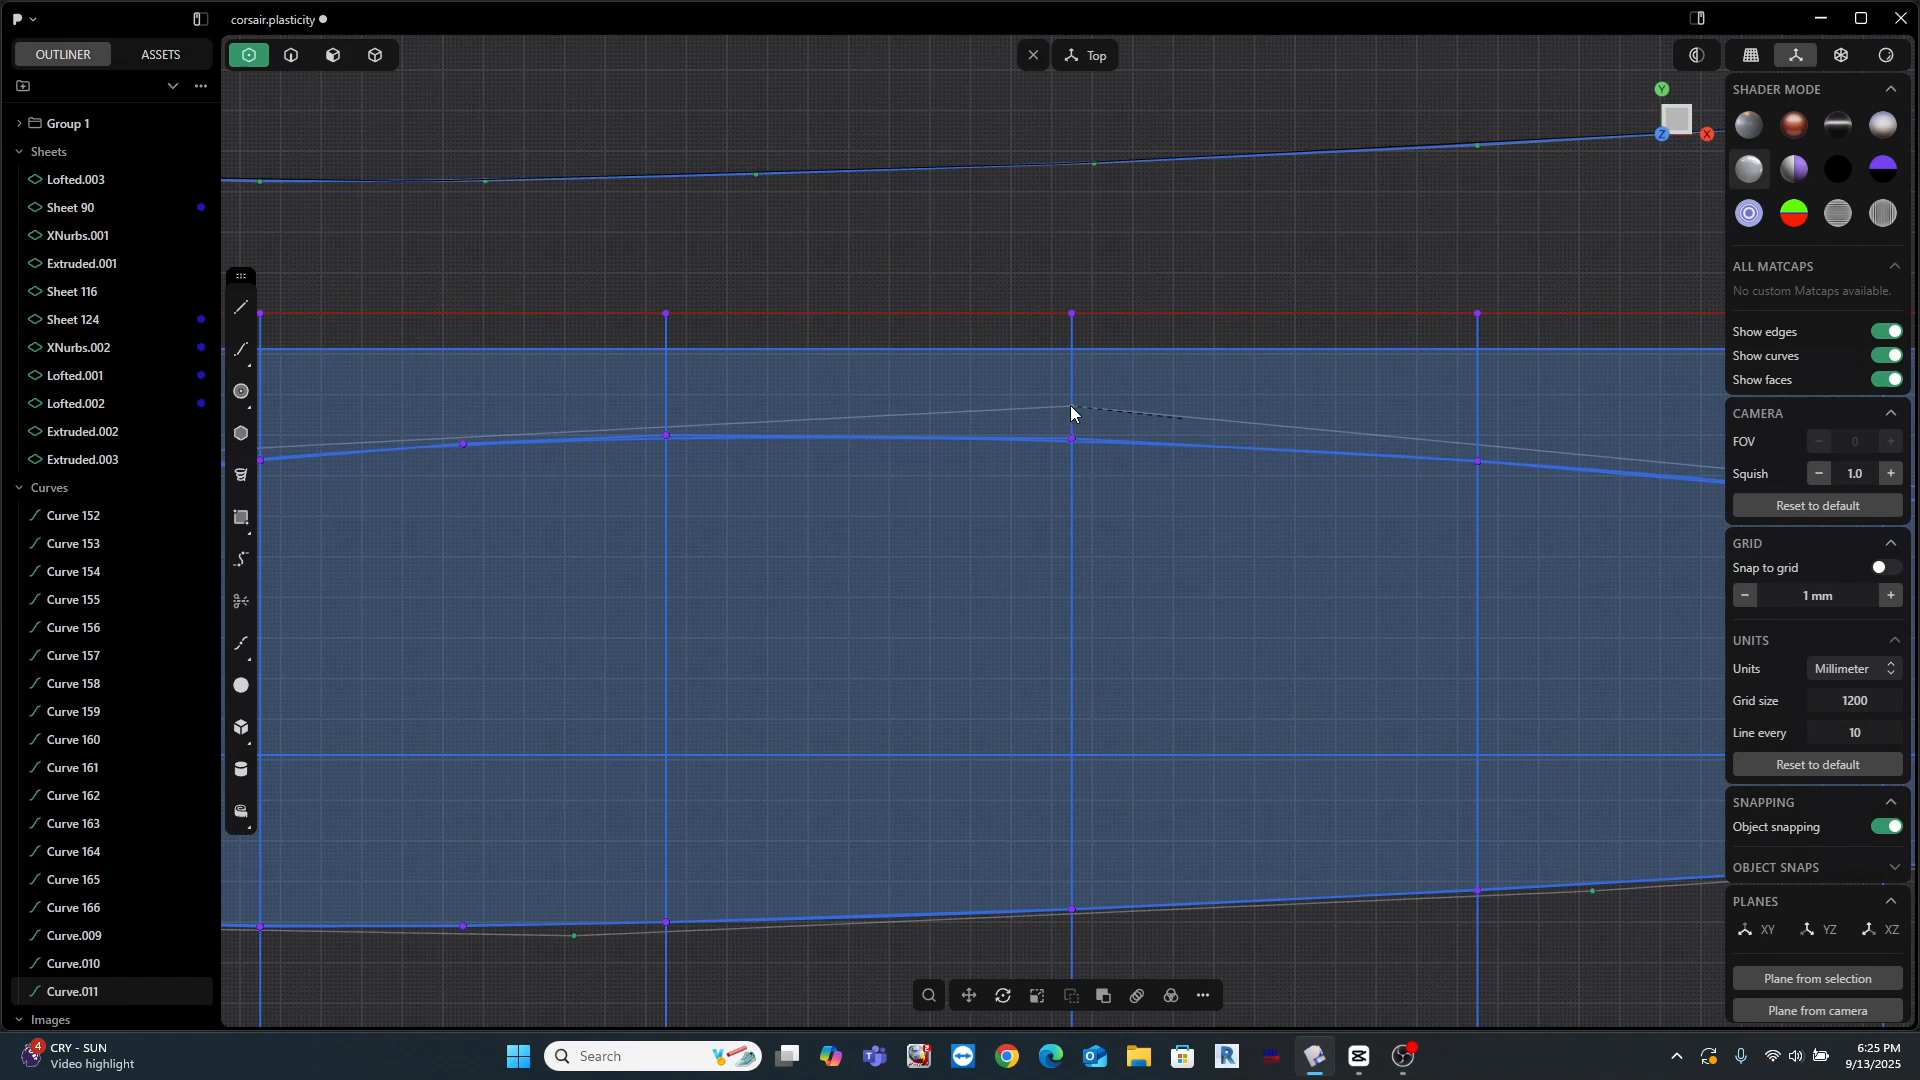 corsair.plasticity
OUTLINER
ASSETS
Top
Group 1
Sheets
Lofted.003
Sheet 90
XNurbs.001
Extruded.001
Sheet 116
Sheet 124
XNurbs.002
Lofted.001
Lofted.002
Extruded.002
Extruded.003
Curves
Curve 152
Curve 153
Curve 154
Curve 155
Curve 156
Curve 157
Curve 158
Curve 159
Curve 160
Curve 161
Curve 162
Curve 163
Curve 164
Curve 165
Curve 166
Curve.009
Curve.010
Curve.011
Images
Y
Z
X
SHADER MODE
ALL MATCAPS
No custom Matcaps available.
Show edges
Show curves
Show faces
CAMERA
FOV
0
Squish
1.0
Reset to default
GRID
Snap to grid
1 mm
UNITS
Units
Millimeter
Grid size
1200
Line every
10
Reset to default
SNAPPING
Object snapping
OBJECT SNAPS
PLANES
XY
YZ
XZ
Plane from selection
Plane from camera
4
CRY - SUN
Video highlight
Search
6:25 PM
9/13/2025